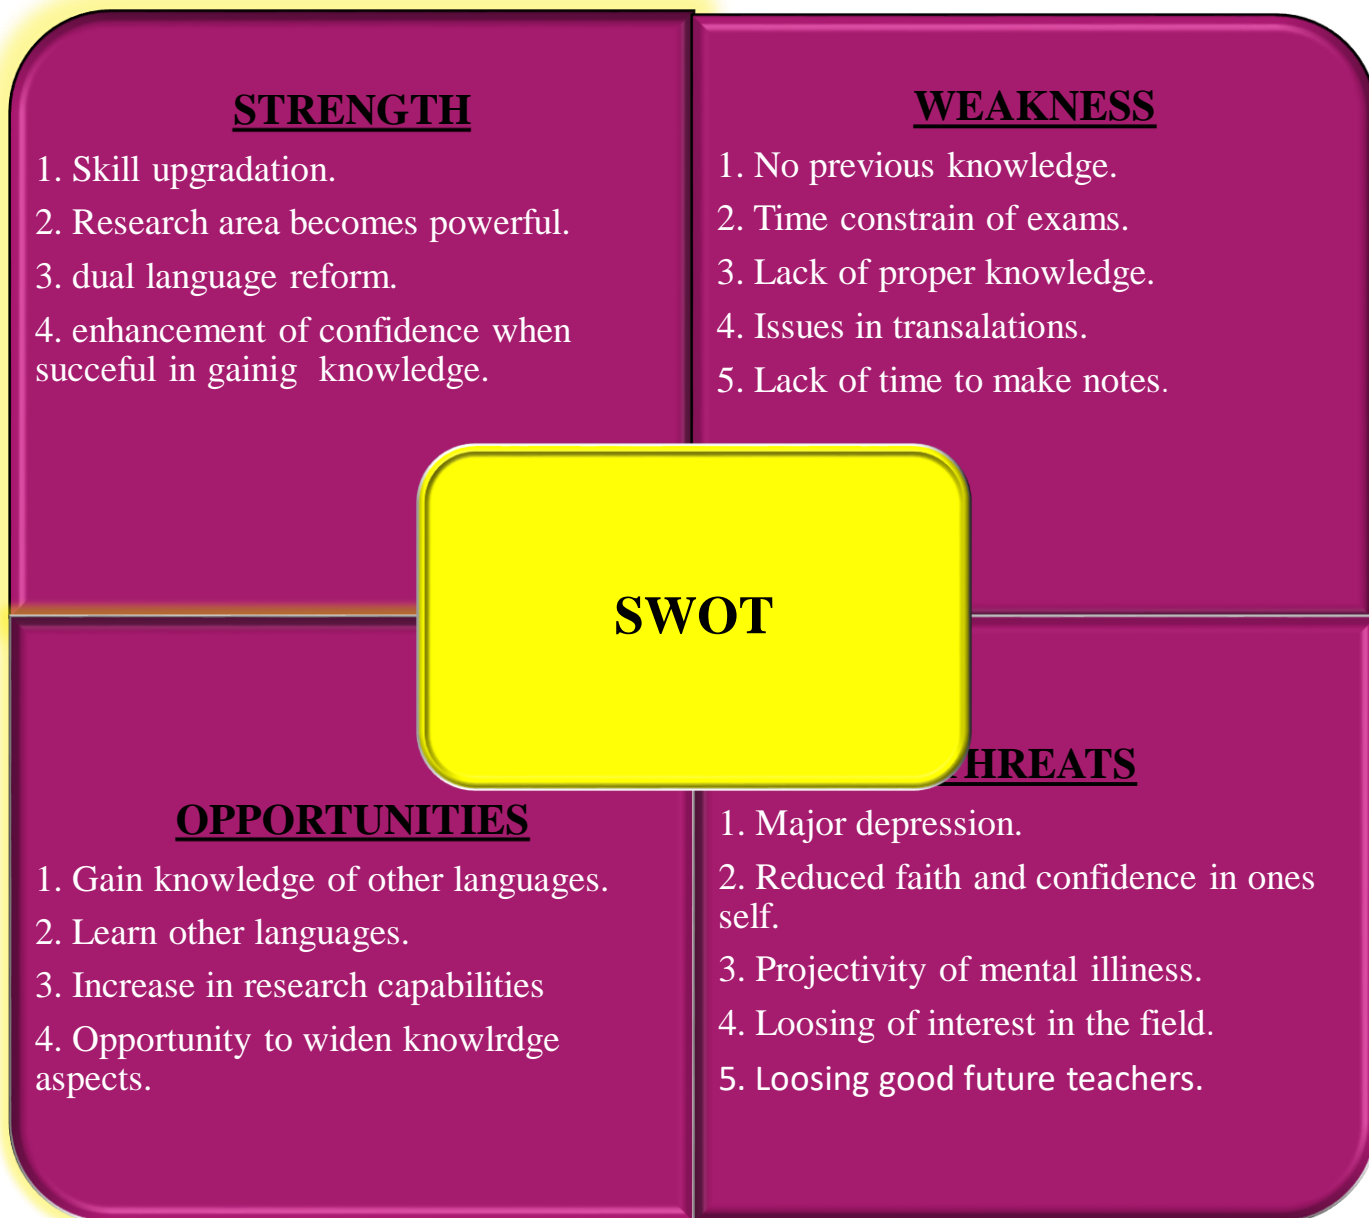 STRENGTH
1. Skill upgradation.
2. Research area becomes powerful.
3. dual language reform.
4. enhancement of confidence when
succeful in gainig knowledge.
WEAKNESS
1. No previous knowledge.
2. Time constrain of exams.
3. Lack of proper knowledge.
4. Issues in transalations.
5. Lack of time to make notes.
SWOT
OPPORTUNITIES
1. Gain knowledge of other languages.
2. Learn other languages.
3. Increase in research capabilities
4. Opportunity to widen knowlrdge
aspects.
THREATS
1. Major depression.
2. Reduced faith and confidence in ones
self.
3. Projectivity of mental illiness.
4. Loosing of interest in the field.
5. Loosing good future teachers.